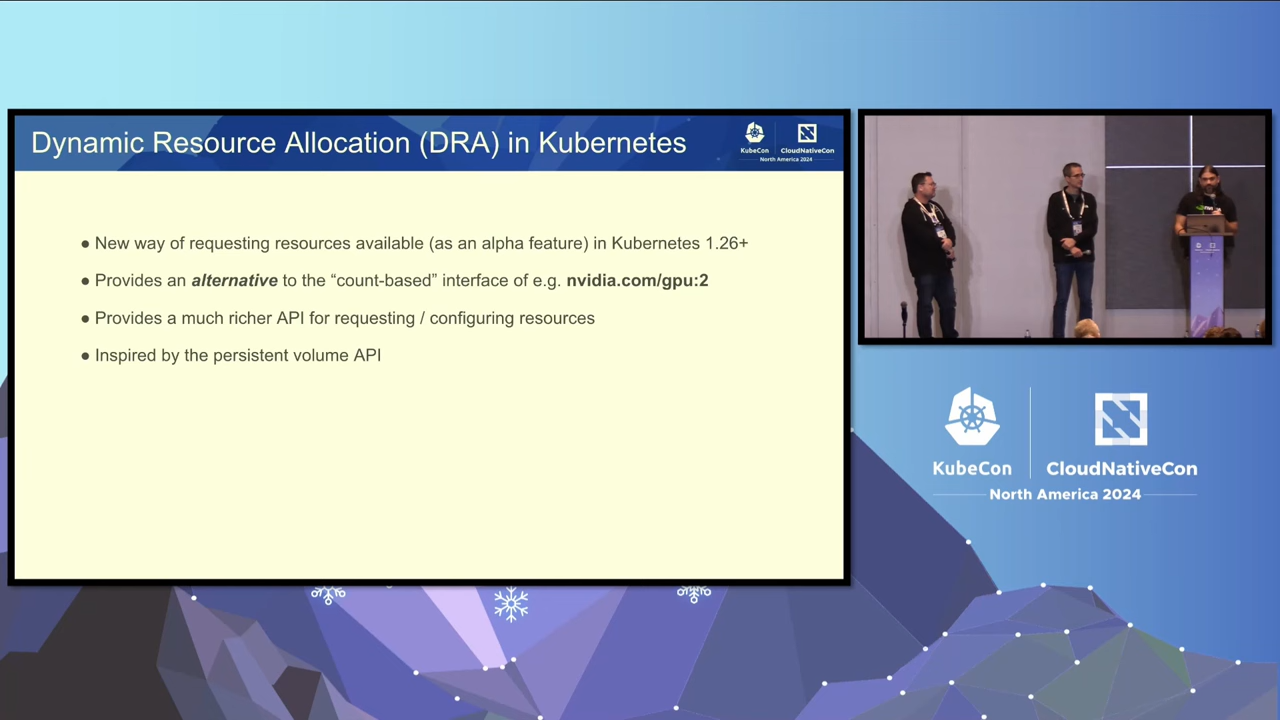 Dynamic Resource Allocation (DRA) in Kubernetes
KubeCon
CloudNativeCon
North America 2024
● New way of requesting resources available (as an alpha feature) in Kubernetes 1.26+
● Provides an alternative to the “count-based” interface of e.g. nvidia.com/gpu:2
● Provides a much richer API for requesting / configuring resources
● Inspired by the persistent volume API
KubeCon
CloudNativeCon
North America 2024